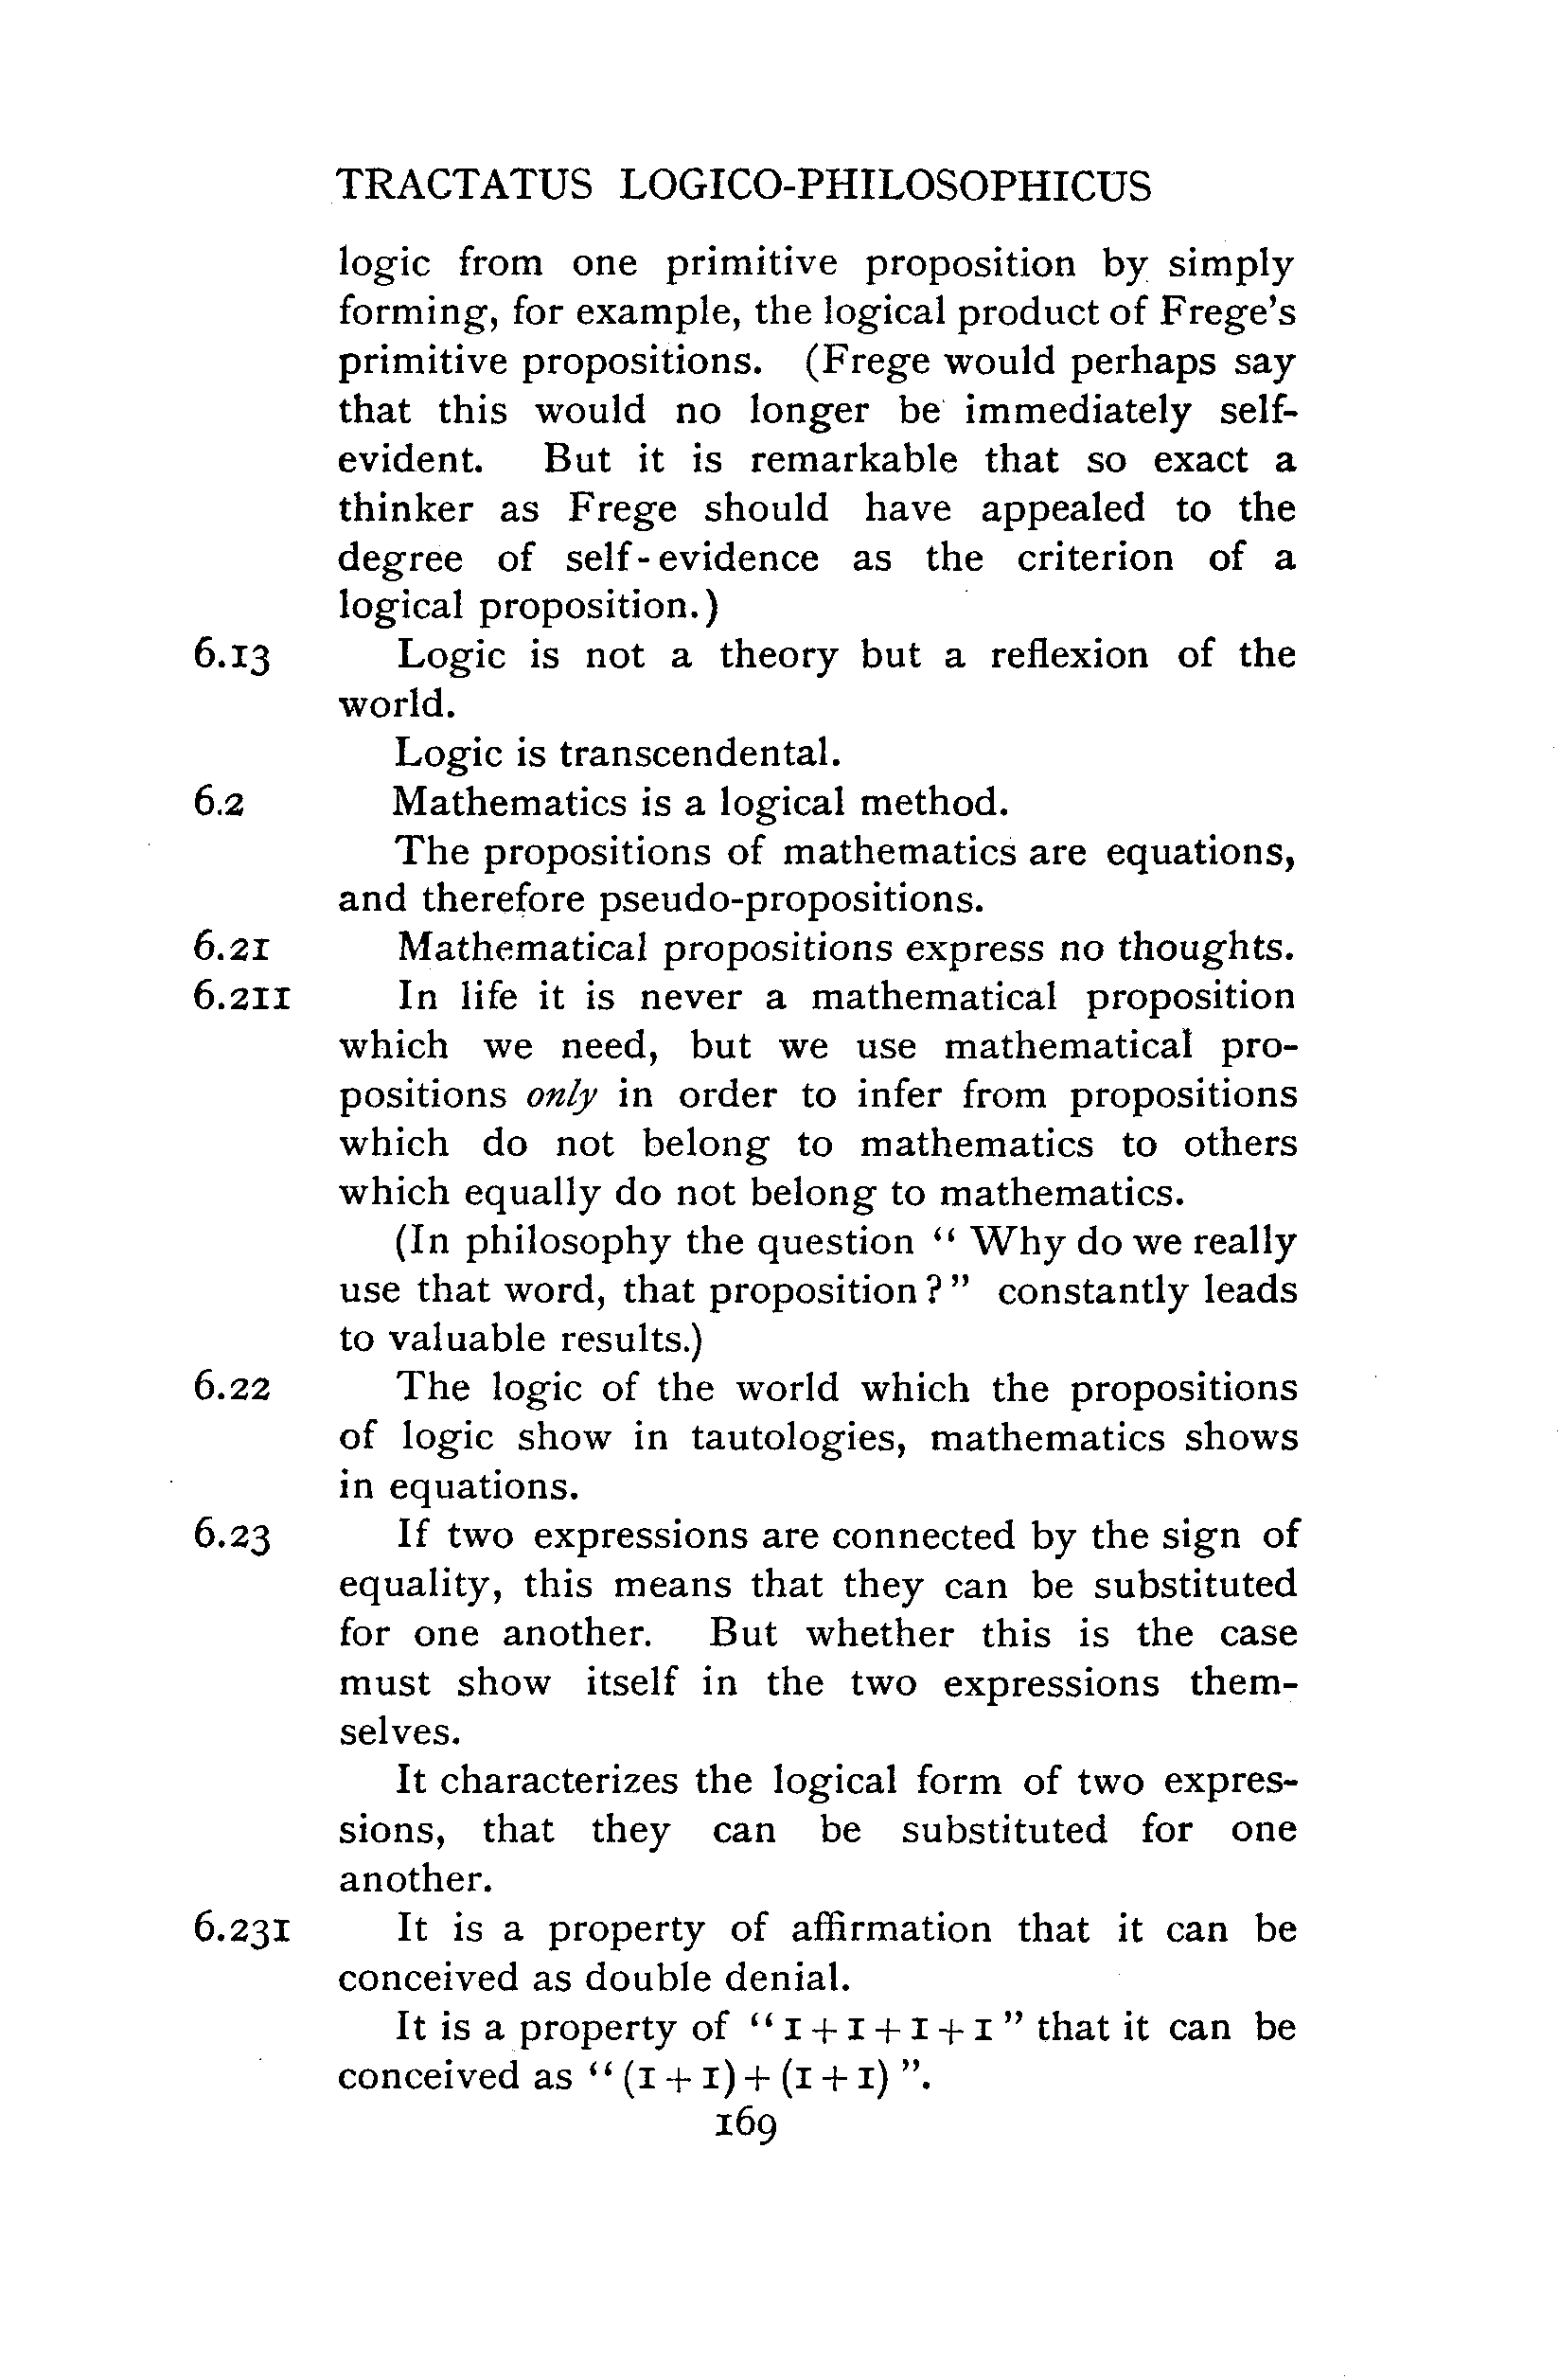 TRACTATUS LOGICO-PHILOSOPHICUS
logic from one primitive proposition by simply
forming, for example, the logical product of Frege's
primitive propositions. (Frege would perhaps say
that this would no longer be immediately self-
evident. But it is remarkable that so exact a
thinker as Frege should have appealed to the
degree of self-evidence as the criterion of a
logical proposition.)
6.13 Logic is not a theory but a reflexion of the
world.
Logic is transcendental.
6.2 Mathematics is a logical method.
The propositions of mathematics are equations,
and therefore pseudo-propositions.
6.21 Mathematical propositions express no thoughts.
6.211 In life it is never a mathematical proposition
which we need, but we use mathematical pro-
positions only in order to infer from propositions
which do not belong to mathematics to others
which equally do not belong to mathematics.
(In philosophy the question “ Why do we really
use that word, that proposition ? ” constantly leads
to valuable results.)
6.22 The logic of the world which the propositions
of logic show in tautologies, mathematics shows
in equations.
6.23 If two expressions are connected by the sign of
equality, this means that they can be substituted
for one another. But whether this is the case
must show itself in the two expressions them-
selves.
It characterizes the logical form of two expres-
sions, that they can be substituted for one
another.
6.231 It is a property of affirmation that it can be
conceived as double denial.
It is a property of “ 1 + 1 + 1 + 1 ” that it can be
conceived as “ (1 + 1) + (1 + 1) ”.
169